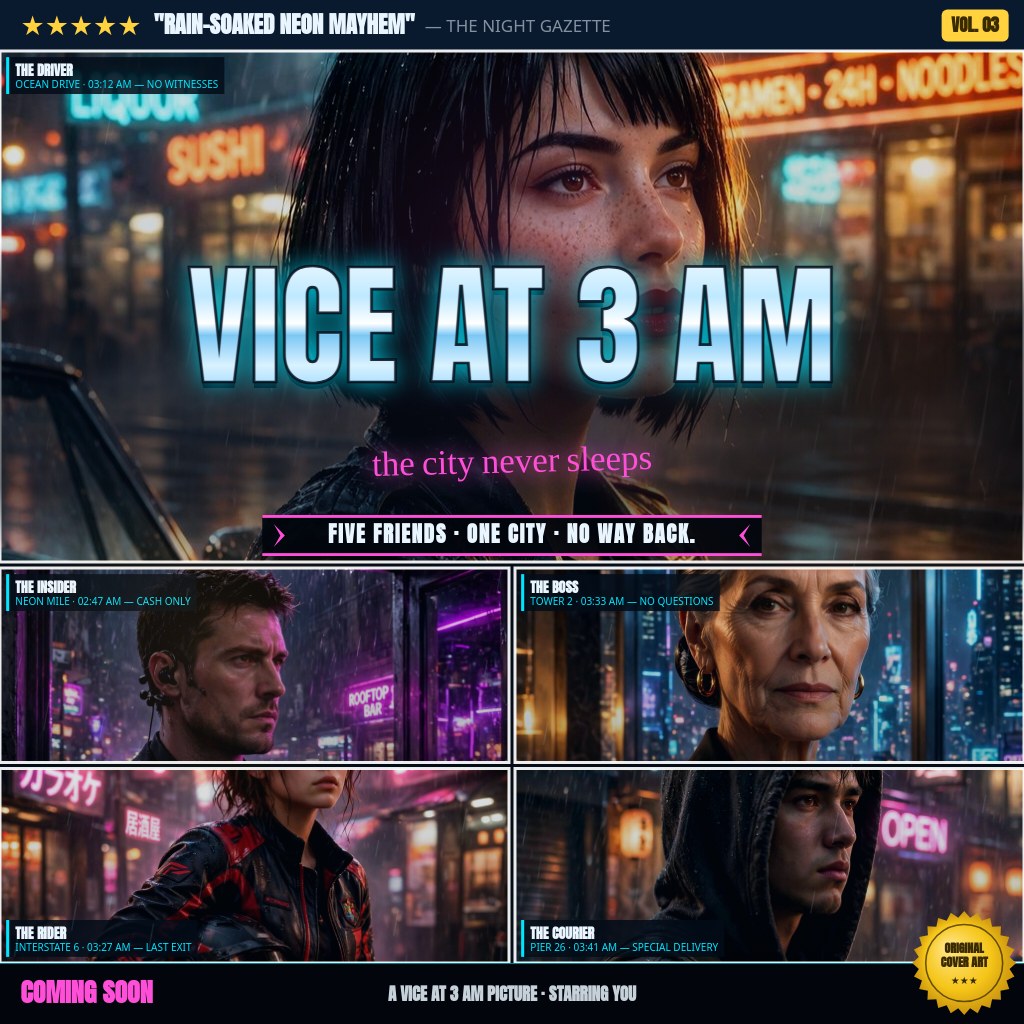 ★★★★★ "RAIN-SOAKED NEON MAYHEM" — THE NIGHT GAZETTE
VOL. 03
THE DRIVER
OCEAN DRIVE · 03:12 AM — NO WITNESSES
LIQUOR
SUSHI
RAMEN · 24H · NOODLES
VICE AT 3 AM
the city never sleeps
FIVE FRIENDS · ONE CITY · NO WAY BACK.
THE INSIDER
NEON MILE · 02:47 AM — CASH ONLY
ROOFTOP
BAR
THE BOSS
TOWER 2 · 03:33 AM — NO QUESTIONS
カラオケ
居酒屋
THE RIDER
INTERSTATE 6 · 03:27 AM — LAST EXIT
OPEN
THE COURIER
PIER 26 · 03:41 AM — SPECIAL DELIVERY
ORIGINAL
COVER ART
★★★
COMING SOON
A VICE AT 3 AM PICTURE · STARRING YOU